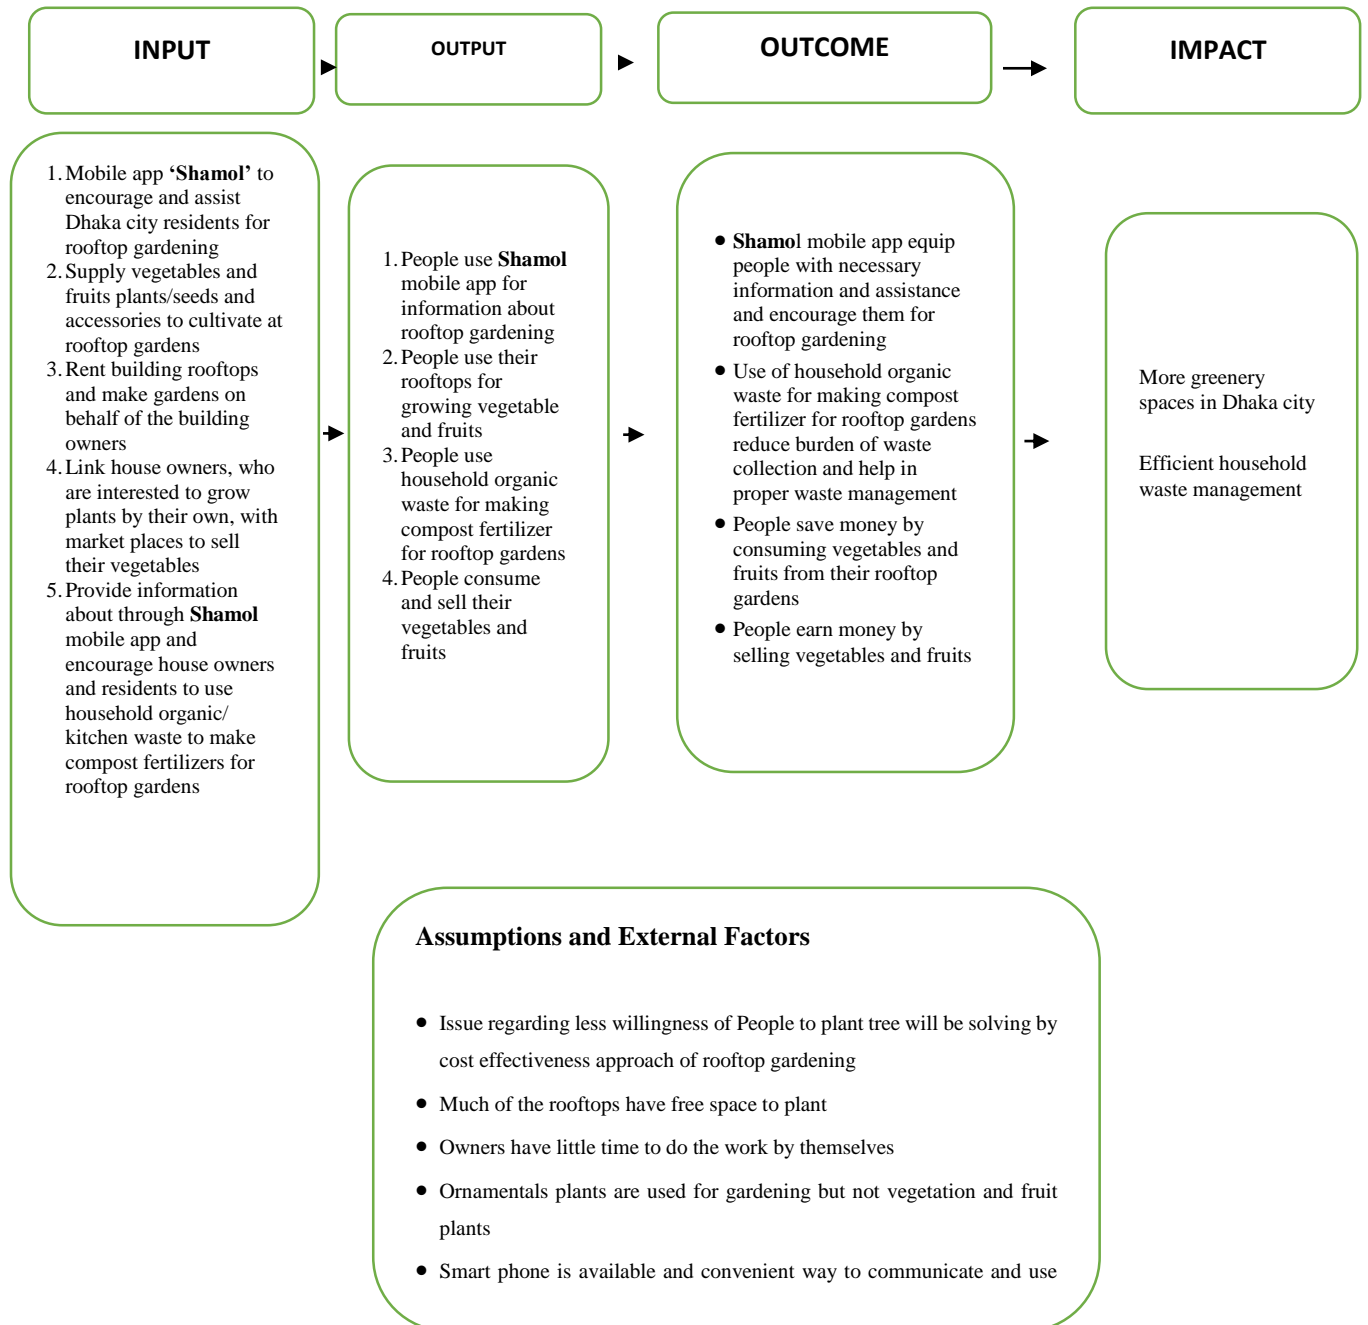 INPUT
OUTPUT
OUTCOME
IMPACT
1. Mobile app ‘Shamol’ to
encourage and assist
Dhaka city residents for
rooftop gardening
2. Supply vegetables and
fruits plants/seeds and
accessories to cultivate at
rooftop gardens
3. Rent building rooftops
and make gardens on
behalf of the building
owners
4. Link house owners, who
are interested to grow
plants by their own, with
market places to sell
their vegetables
5. Provide information
about through Shamol
mobile app and
encourage house owners
and residents to use
household organic/
kitchen waste to make
compost fertilizers for
rooftop gardens
1. People use Shamol
mobile app for
information about
rooftop gardening
2. People use their
rooftops for
growing vegetable
and fruits
3. People use
household organic
waste for making
compost fertilizer
for rooftop gardens
4. People consume
and sell their
vegetables and
fruits
● Shamol mobile app equip
people with necessary
information and assistance
and encourage them for
rooftop gardening
● Use of household organic
waste for making compost
fertilizer for rooftop gardens
reduce burden of waste
collection and help in
proper waste management
● People save money by
consuming vegetables and
fruits from their rooftop
gardens
● People earn money by
selling vegetables and fruits
More greenery
spaces in Dhaka city
Efficient household
waste management
Assumptions and External Factors
● Issue regarding less willingness of People to plant tree will be solving by
cost effectiveness approach of rooftop gardening
● Much of the rooftops have free space to plant
● Owners have little time to do the work by themselves
● Ornamentals plants are used for gardening but not vegetation and fruit
plants
● Smart phone is available and convenient way to communicate and use